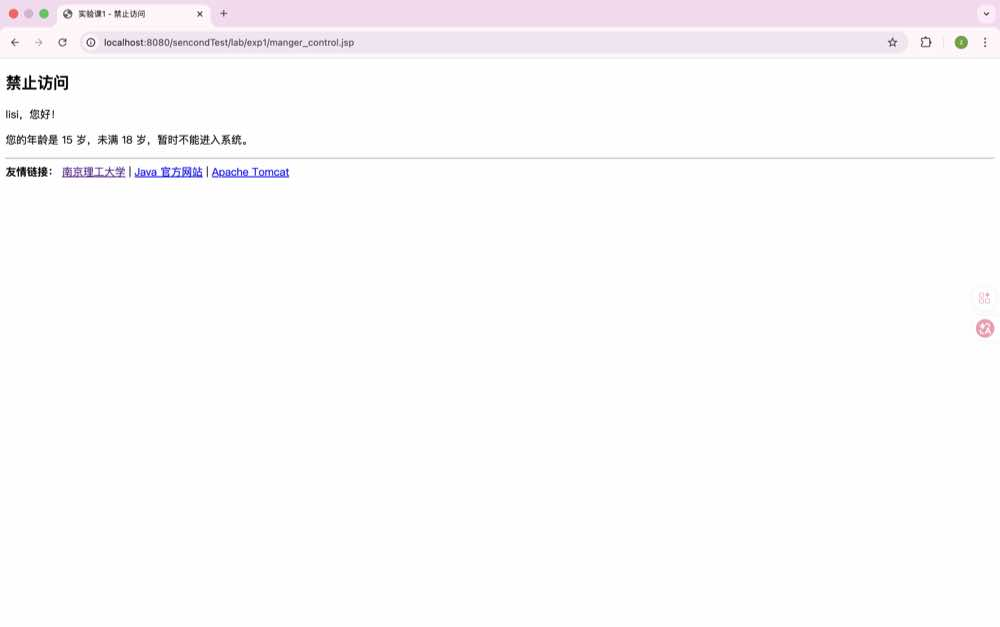 实验课1 - 禁止访问
localhost:8080/sencondTest/lab/exp1/manger_control.jsp
禁止访问
lisi，您好！
您的年龄是 15 岁，未满 18 岁，暂时不能进入系统。
友情链接： 南京理工大学 | Java 官方网站 | Apache Tomcat